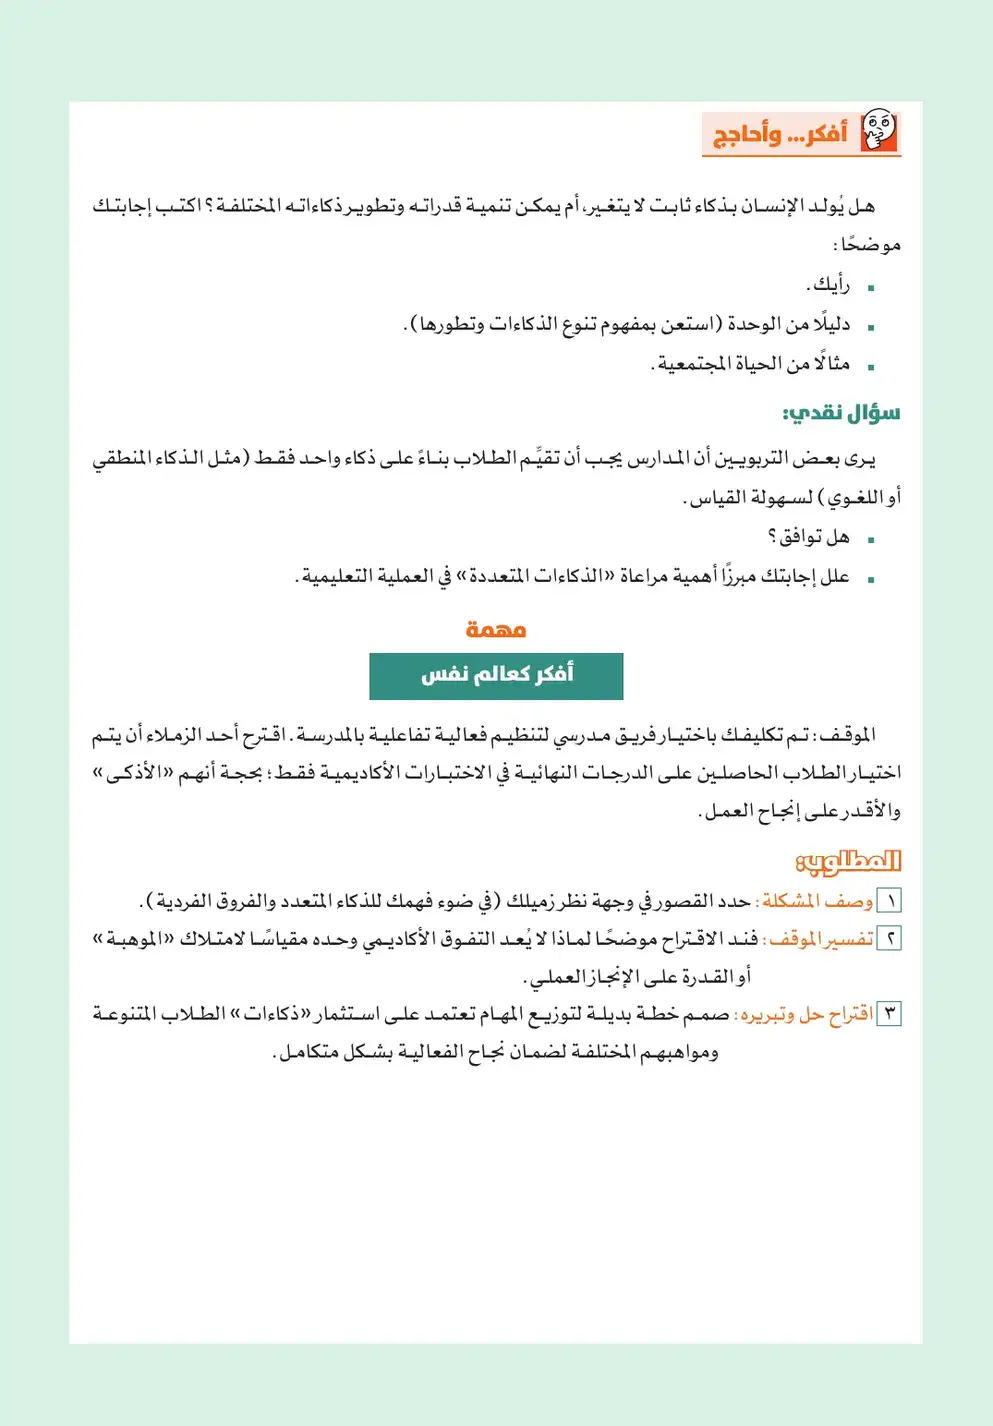 أفكر... وأحاجج
هل يُولد الإنسان بذكاء ثابت لا يتغير، أم يمكن تنمية قدراته وتطوير ذكاءاته المختلفة؟ اكتب إجابتك
موضحًا:
▪ رأيك.
▪ دليلًا من الوحدة (استعن بمفهوم تنوع الذكاءات وتطورها).
▪ مثالًا من الحياة المجتمعية.
سؤال نقدي:
يرى بعض التربويين أن المدارس يجب أن تقيِّم الطلاب بناءً على ذكاء واحد فقط (مثل الذكاء المنطقي
أو اللغوي) لسهولة القياس.
▪ هل توافق؟
▪ علل إجابتك مبرزًا أهمية مراعاة «الذكاءات المتعددة» في العملية التعليمية.
مهمة
أفكر كعالم نفس
الموقف: تم تكليفك باختيار فريق مدرسي لتنظيم فعالية تفاعلية بالمدرسة. اقترح أحد الزملاء أن يتم
اختيار الطلاب الحاصلين على الدرجات النهائية في الاختبارات الأكاديمية فقط؛ بحجة أنهم «الأذكى»
والأقدر على إنجاح العمل.
المطلوب:
١ وصف المشكلة: حدد القصور في وجهة نظر زميلك (في ضوء فهمك للذكاء المتعدد والفروق الفردية).
٢ تفسير الموقف: فند الاقتراح موضحًا لماذا لا يُعد التفوق الأكاديمي وحده مقياسًا لامتلاك «الموهبة»
أو القدرة على الإنجاز العملي.
٣ اقتراح حل وتبريره: صمم خطة بديلة لتوزيع المهام تعتمد على استثمار «ذكاءات» الطلاب المتنوعة
ومواهبهم المختلفة لضمان نجاح الفعالية بشكل متكامل.